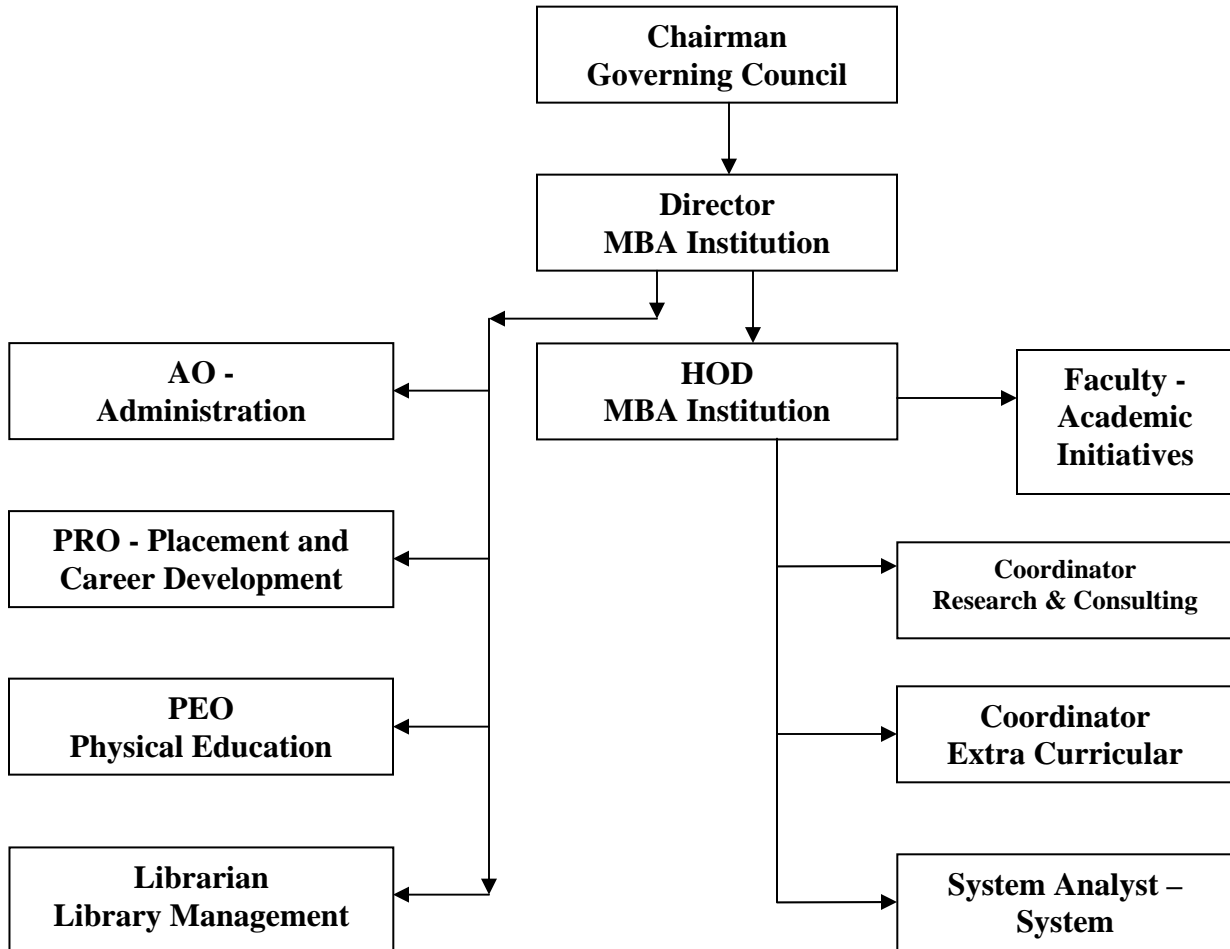 Chairman
Governing Council
Director
MBA Institution
AO -
Administration
HOD
MBA Institution
Faculty -
Academic
Initiatives
PRO - Placement and
Career Development
Coordinator
Research & Consulting
PEO
Physical Education
Coordinator
Extra Curricular
Librarian
Library Management
System Analyst –
System